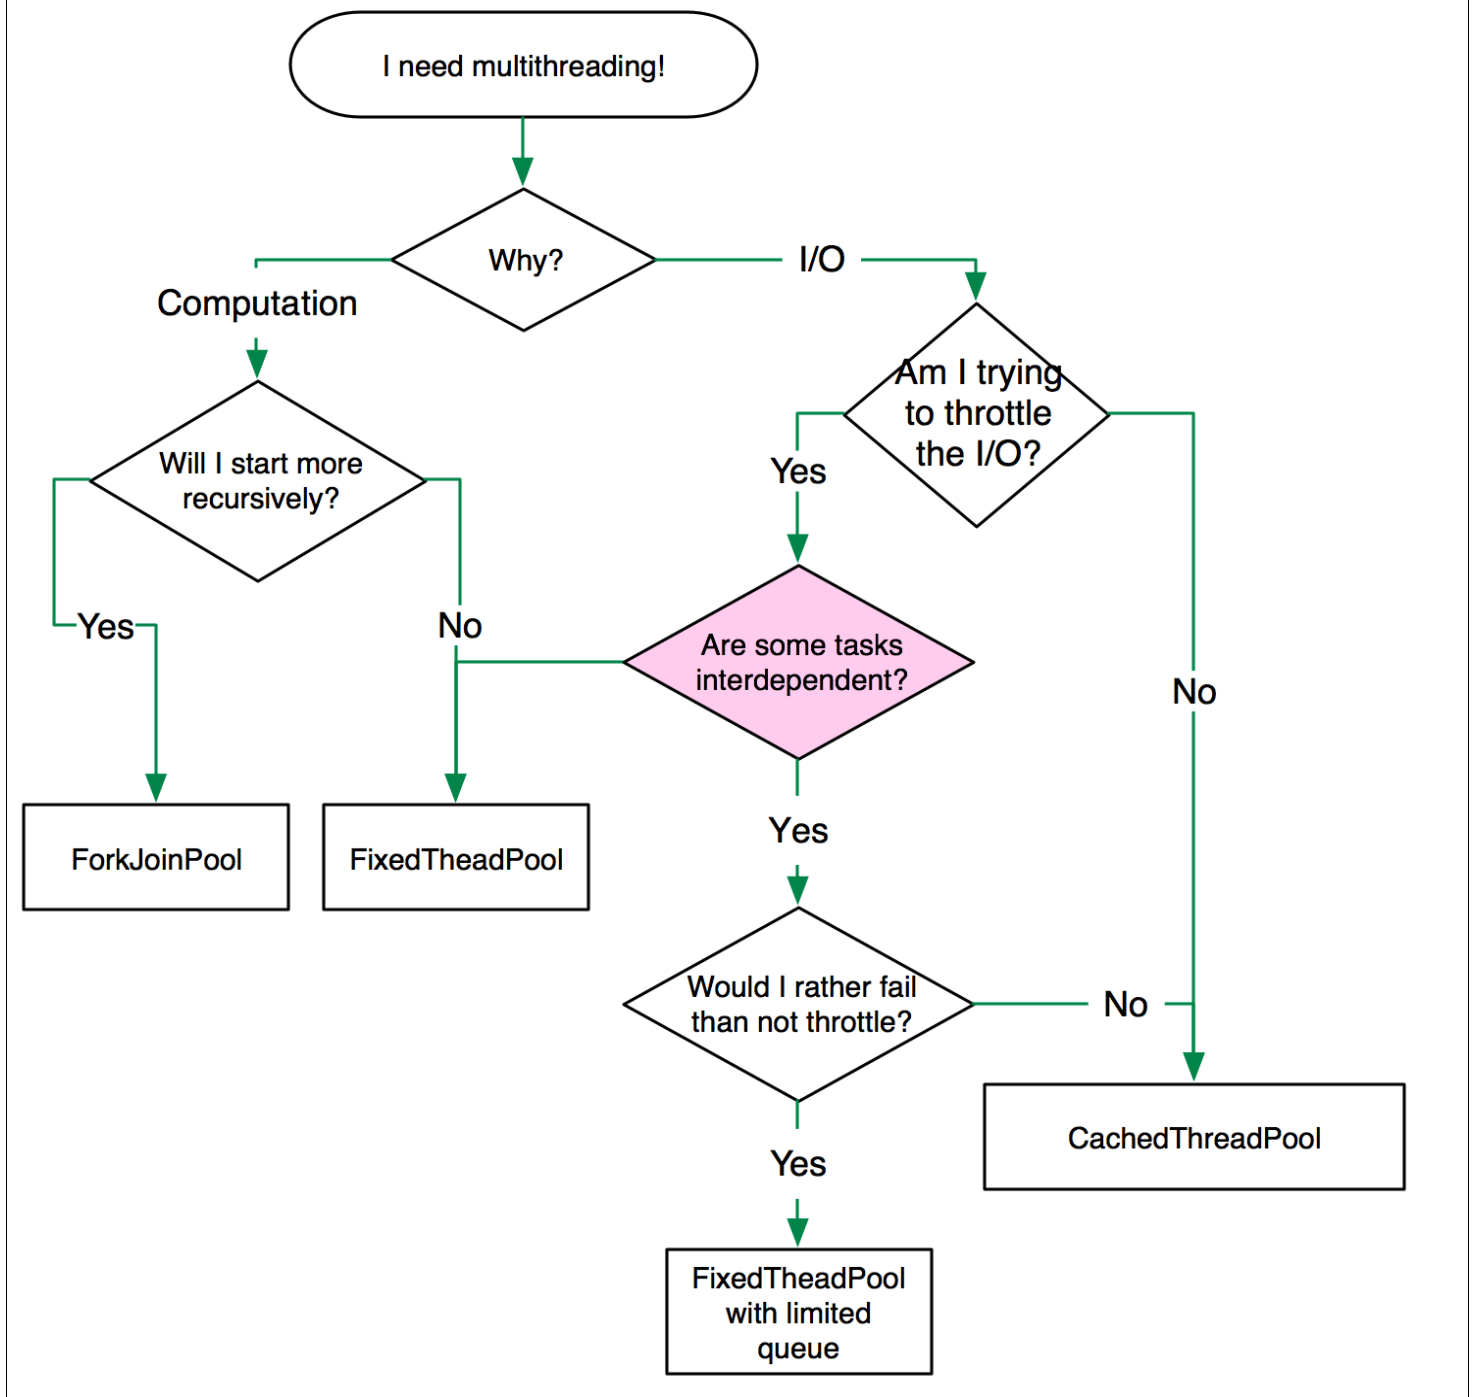 I need multithreading!
Why?
I/O
Computation
Am I trying
to throttle
the I/O?
Will I start more
recursively?
Yes
Yes
No
Are some tasks
interdependent?
No
Yes
ForkJoinPool
FixedTheadPool
Would I rather fail
than not throttle?
No
CachedThreadPool
Yes
FixedTheadPool
with limited
queue